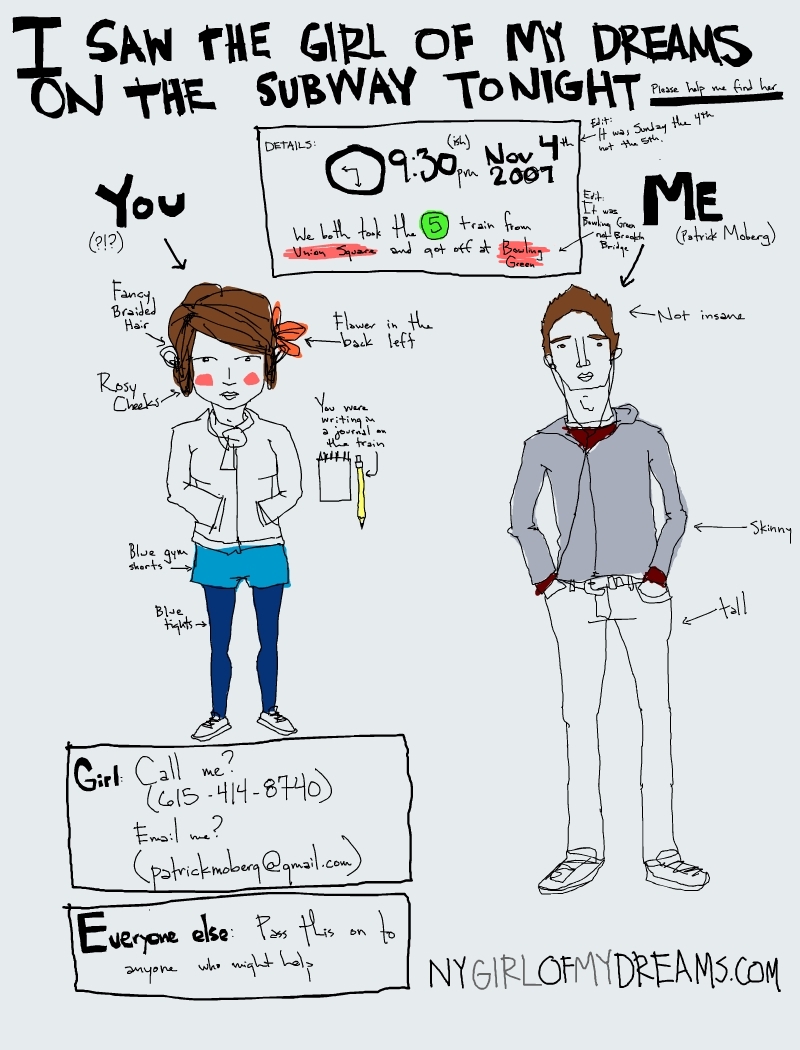 I SAW THE GIRL OF MY DREAMS
ON THE SUBWAY TONIGHT
Please help me find her
DETAILS:
9:30 (ish) pm Nov 4th
2007
We both took the 5 train from
Union Square and got off at Bowling
Green
Edit:
It was Sunday the 4th
not the 5th.
Edit:
It was
Bowling Green
not Brooklyn
Bridge
You
(?!?)
ME
(Patrick Moberg)
Fancy
Braided
Hair
Rosy
Cheeks
Flower in the
back left
You were
writing in
a journal on
the train
Blue gym
shorts
Blue
tights
Not insane
Skinny
tall
Girl: Call me?
(615-414-8740)
Email me?
(patrickmoberg@gmail.com)
Everyone else: Pass this on to
anyone who might help
NYGIRLOFMYDREAMS.COM